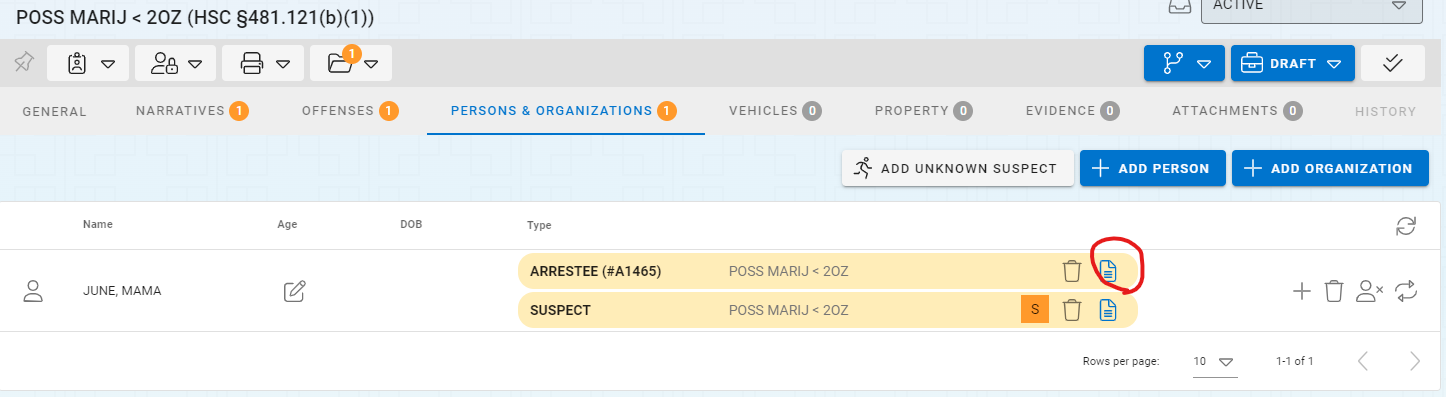 POSS MARIJ < 2OZ (HSC §481.121(b)(1))
ACTIVE
1
DRAFT
GENERAL NARRATIVES 1 OFFENSES 1 PERSONS & ORGANIZATIONS 1 VEHICLES 0 PROPERTY 0 EVIDENCE 0 ATTACHMENTS 0 HISTORY
ADD UNKNOWN SUSPECT ADD PERSON ADD ORGANIZATION
Name Age DOB Type
ARRESTEE (#A1465) POSS MARIJ < 2OZ
JUNE, MAMA
SUSPECT POSS MARIJ < 2OZ S
Rows per page: 10 1-1 of 1